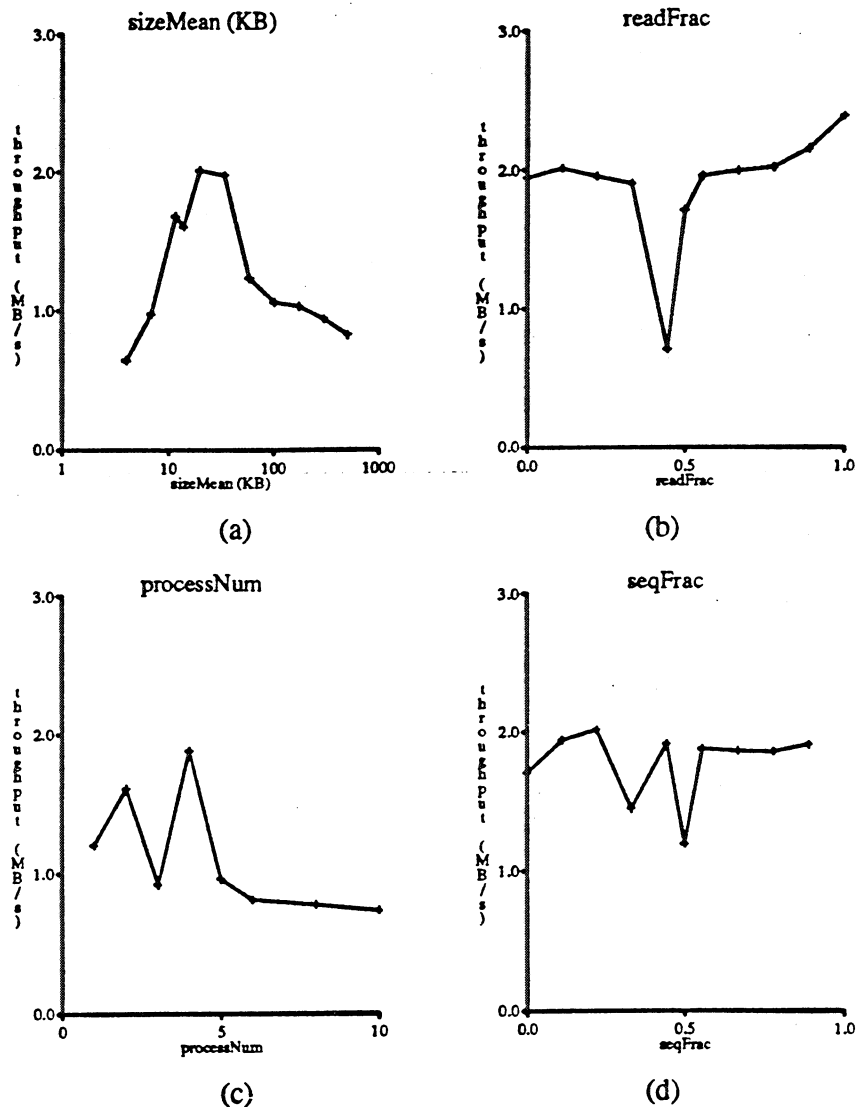 sizeMean (KB)
3.0
2.0
1.0
0.0
throughput (MB/s)
1
10
100
1000
sizeMean (KB)
(a)
readFrac
3.0
2.0
1.0
0.0
throughput (MB/s)
0.0
0.5
1.0
readFrac
(b)
processNum
3.0
2.0
1.0
0.0
throughput (MB/s)
0
5
10
processNum
(c)
seqFrac
3.0
2.0
1.0
0.0
throughput (MB/s)
0.0
0.5
1.0
seqFrac
(d)